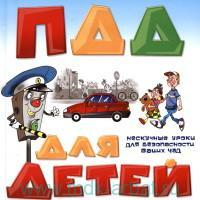 ПДД
ДЛЯ
НЕСКУЧНЫЕ УРОКИ
ДЛЯ БЕЗОПАСНОСТИ
ВАШИХ ЧАД
ДЕТЕЙ